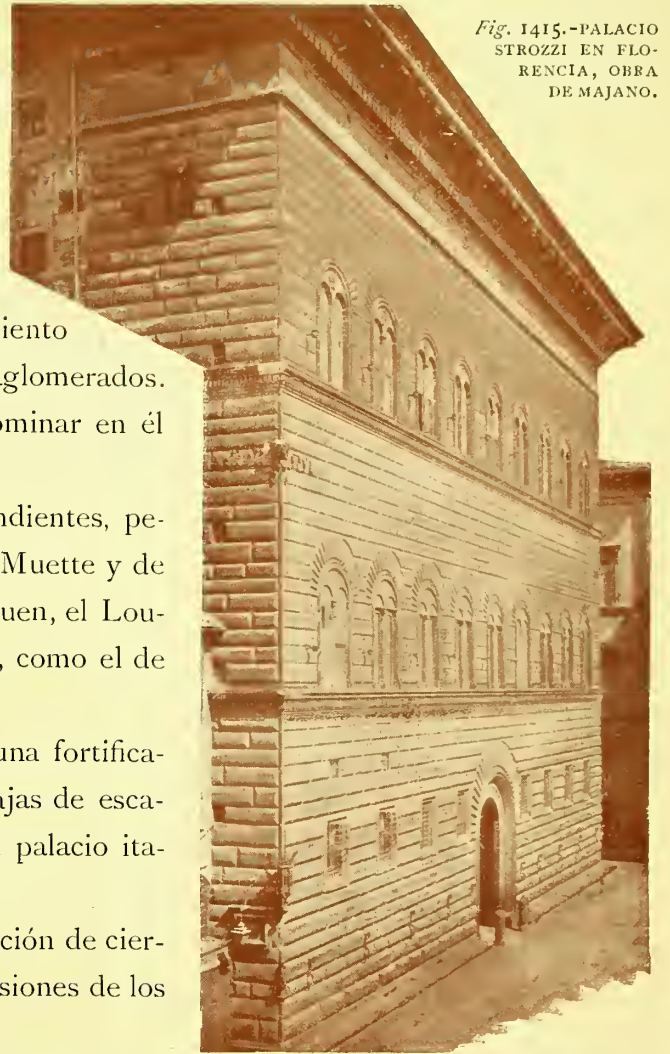 Fig. 1415.-PALACIO
STROZZI EN FLO-
RENCIA, OBRA
DE MAJANO.
iento
glomerados.
ominar en él
ndientes, pe-
Muette y de
uen, el Lou-
, como el de
una fortifica-
ajas de esca-
palacio ita-
ción de cier-
siones de los